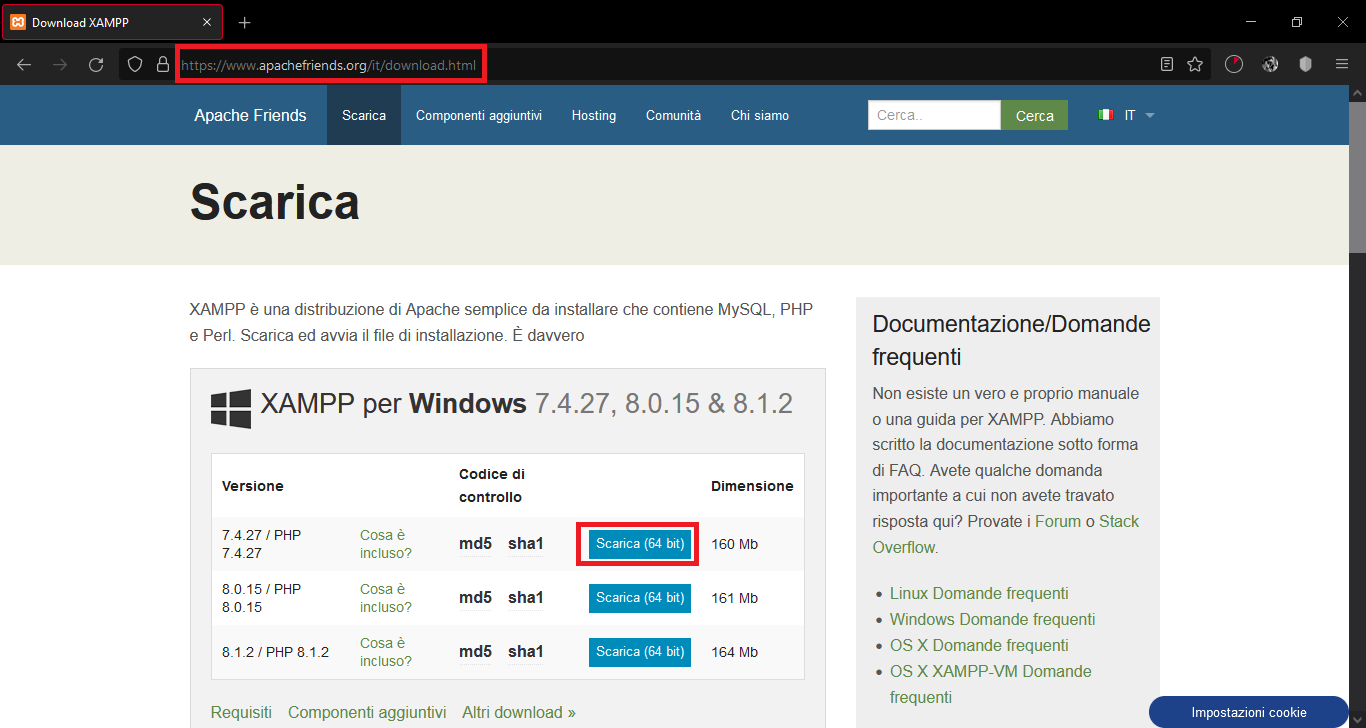 Download XAMPP
https://www.apachefriends.org/it/download.html
Apache Friends
Scarica
Componenti aggiuntivi
Hosting
Comunità
Chi siamo
Cerca..
Cerca
IT
Scarica
XAMPP è una distribuzione di Apache semplice da installare che contiene MySQL, PHP
e Perl. Scarica ed avvia il file di installazione. È davvero
XAMPP per Windows 7.4.27, 8.0.15 & 8.1.2
Versione
Codice di
controllo
Dimensione
7.4.27 / PHP
7.4.27
Cosa è
incluso?
md5 sha1
Scarica (64 bit)
160 Mb
8.0.15 / PHP
8.0.15
Cosa è
incluso?
md5 sha1
Scarica (64 bit)
161 Mb
8.1.2 / PHP 8.1.2
Cosa è
incluso?
md5 sha1
Scarica (64 bit)
164 Mb
Requisiti
Componenti aggiuntivi
Altri download »
Documentazione/Domande
frequenti
Non esiste un vero e proprio manuale
o una guida per XAMPP. Abbiamo
scritto la documentazione sotto forma
di FAQ. Avete qualche domanda
importante a cui non avete travato
risposta qui? Provate i Forum o Stack
Overflow.
• Linux Domande frequenti
• Windows Domande frequenti
• OS X Domande frequenti
• OS X XAMPP-VM Domande
frequenti
Impostazioni cookie